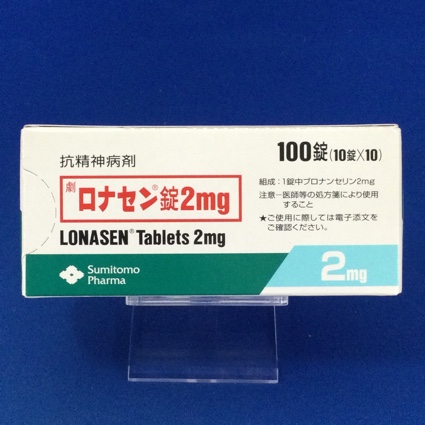 抗精神病剤
100錠(10錠×10)
劇 ロナセン®錠2mg
LONASEN® Tablets 2mg
組成:1錠中ブロナンセリン2mg
注意-医師等の処方箋により使用
すること
★ご使用に際しては電子添文を
ご確認ください。
Sumitomo
Pharma
2mg